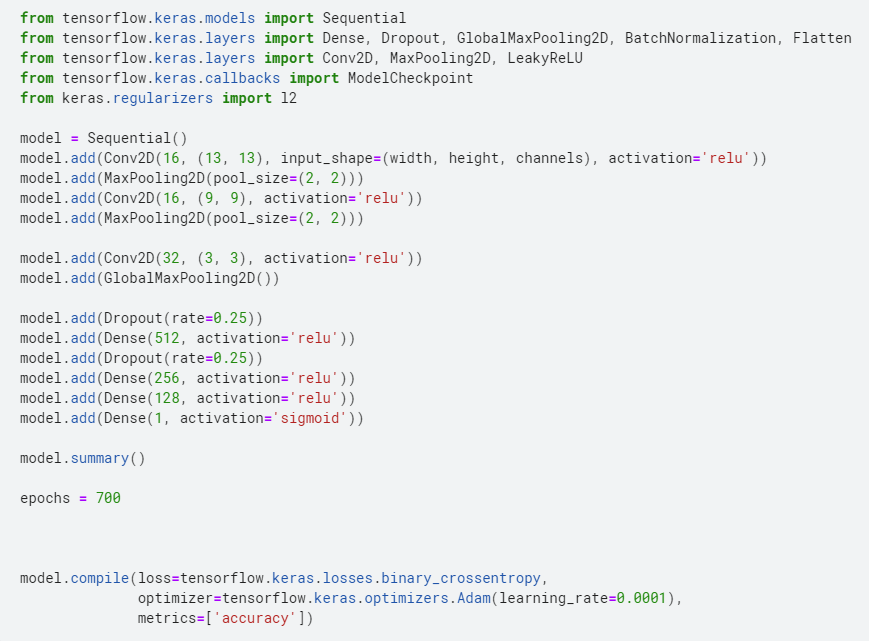 from tensorflow.keras.models import Sequential
from tensorflow.keras.layers import Dense, Dropout, GlobalMaxPooling2D, BatchNormalization, Flatten
from tensorflow.keras.layers import Conv2D, MaxPooling2D, LeakyReLU
from tensorflow.keras.callbacks import ModelCheckpoint
from keras.regularizers import l2

model = Sequential()
model.add(Conv2D(16, (13, 13), input_shape=(width, height, channels), activation='relu'))
model.add(MaxPooling2D(pool_size=(2, 2)))
model.add(Conv2D(16, (9, 9), activation='relu'))
model.add(MaxPooling2D(pool_size=(2, 2)))

model.add(Conv2D(32, (3, 3), activation='relu'))
model.add(GlobalMaxPooling2D())

model.add(Dropout(rate=0.25))
model.add(Dense(512, activation='relu'))
model.add(Dropout(rate=0.25))
model.add(Dense(256, activation='relu'))
model.add(Dense(128, activation='relu'))
model.add(Dense(1, activation='sigmoid'))

model.summary()

epochs = 700

model.compile(loss=tensorflow.keras.losses.binary_crossentropy,
              optimizer=tensorflow.keras.optimizers.Adam(learning_rate=0.0001),
              metrics=['accuracy'])